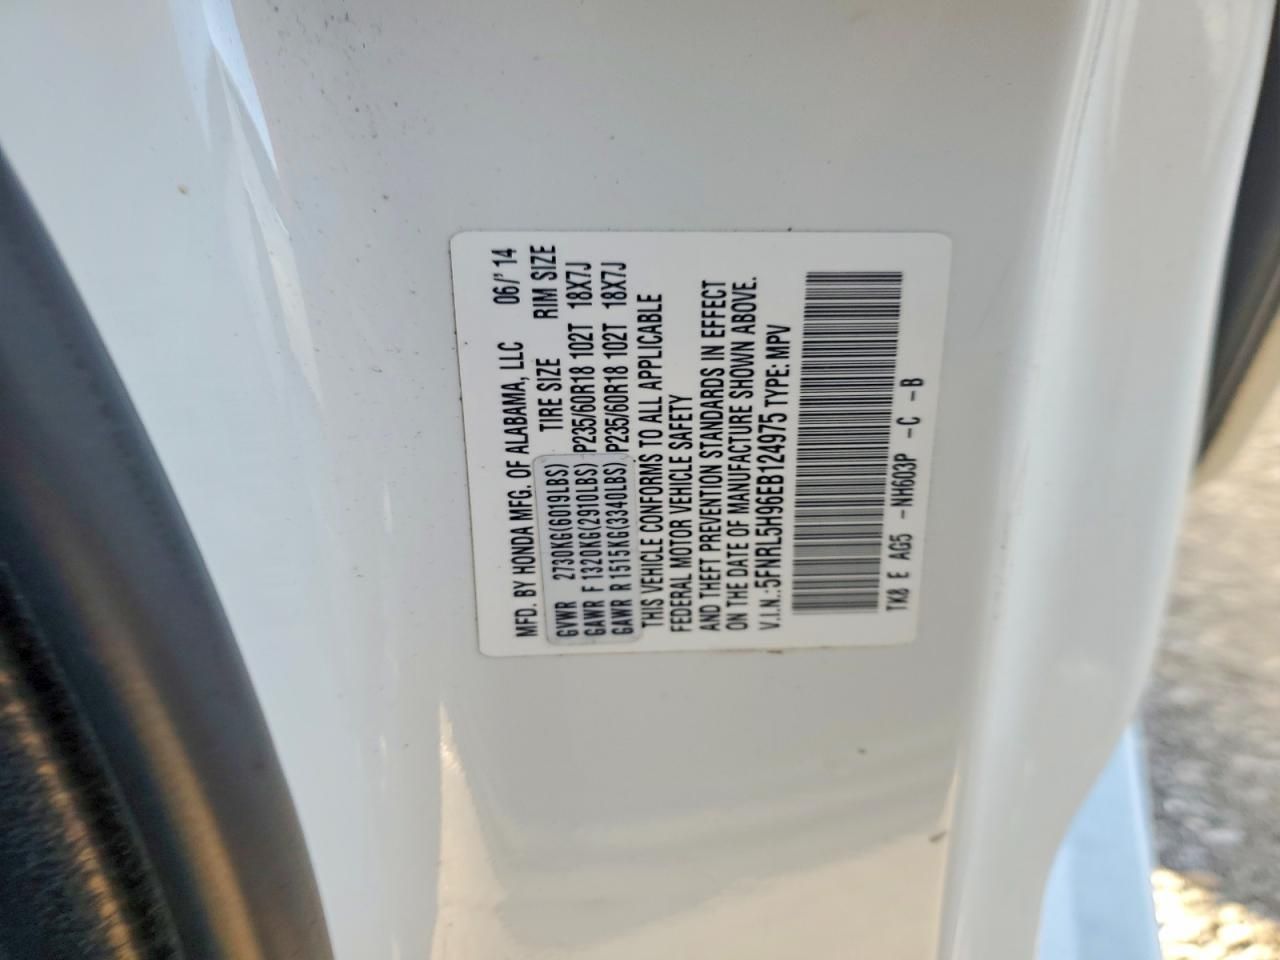 MFD. BY HONDA MFG. OF ALABAMA, LLC 06/'14
TIRE SIZE RIM SIZE
GVWR 2730KG(6019LBS)
GAWR F 1320KG(2910LBS) P235/60R18 102T 18X7J
GAWR R 1515KG(3340LBS) P235/60R18 102T 18X7J
THIS VEHICLE CONFORMS TO ALL APPLICABLE
FEDERAL MOTOR VEHICLE SAFETY
AND THEFT PREVENTION STANDARDS IN EFFECT
ON THE DATE OF MANUFACTURE SHOWN ABOVE.
V.I.N.:5FNRL5H96EB124975 TYPE: MPV
TK8 E AG5 -NH603P -C -B